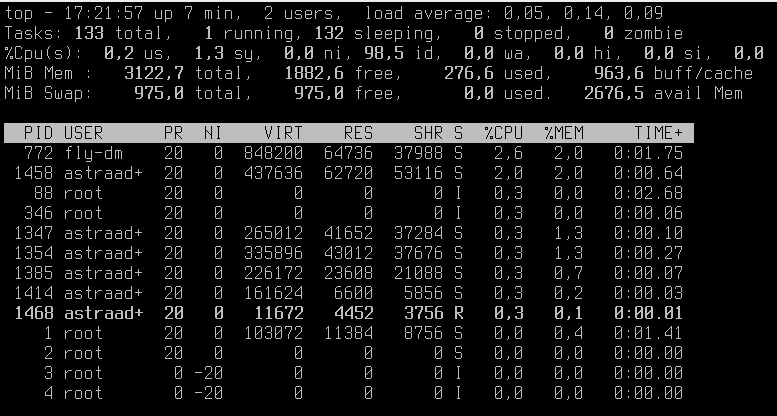 top - 17:21:57 up 7 min,  2 users,  load average: 0,05, 0,14, 0,09
Tasks: 133 total,   1 running, 132 sleeping,   0 stopped,   0 zombie
%Cpu(s):  0,2 us,  1,3 sy,  0,0 ni, 98,5 id,  0,0 wa,  0,0 hi,  0,0 si,  0,0
MiB Mem :   3122,7 total,   1882,6 free,    276,6 used,    963,6 buff/cache
MiB Swap:    975,0 total,    975,0 free,      0,0 used.   2676,5 avail Mem
PID USER      PR  NI    VIRT    RES    SHR S  %CPU  %MEM     TIME+
772 fly-dm    20   0  848200  64736  37988 S   2,6   2,0   0:01.75
1458 astraad+  20   0  437636  62720  53116 S   2,0   2,0   0:00.64
88 root      20   0       0      0      0 I   0,3   0,0   0:02.68
346 root      20   0       0      0      0 I   0,3   0,0   0:00.06
1347 astraad+  20   0  265012  41652  37284 S   0,3   1,3   0:00.10
1354 astraad+  20   0  335896  43012  37676 S   0,3   1,3   0:00.27
1385 astraad+  20   0  226172  23608  21088 S   0,3   0,7   0:00.07
1414 astraad+  20   0  161624   6600   5856 S   0,3   0,2   0:00.03
1468 astraad+  20   0   11672   4452   3756 R   0,3   0,1   0:00.01
1 root      20   0  103072  11384   8756 S   0,0   0,4   0:01.41
2 root      20   0       0      0      0 S   0,0   0,0   0:00.00
3 root       0 -20       0      0      0 I   0,0   0,0   0:00.00
4 root       0 -20       0      0      0 I   0,0   0,0   0:00.00